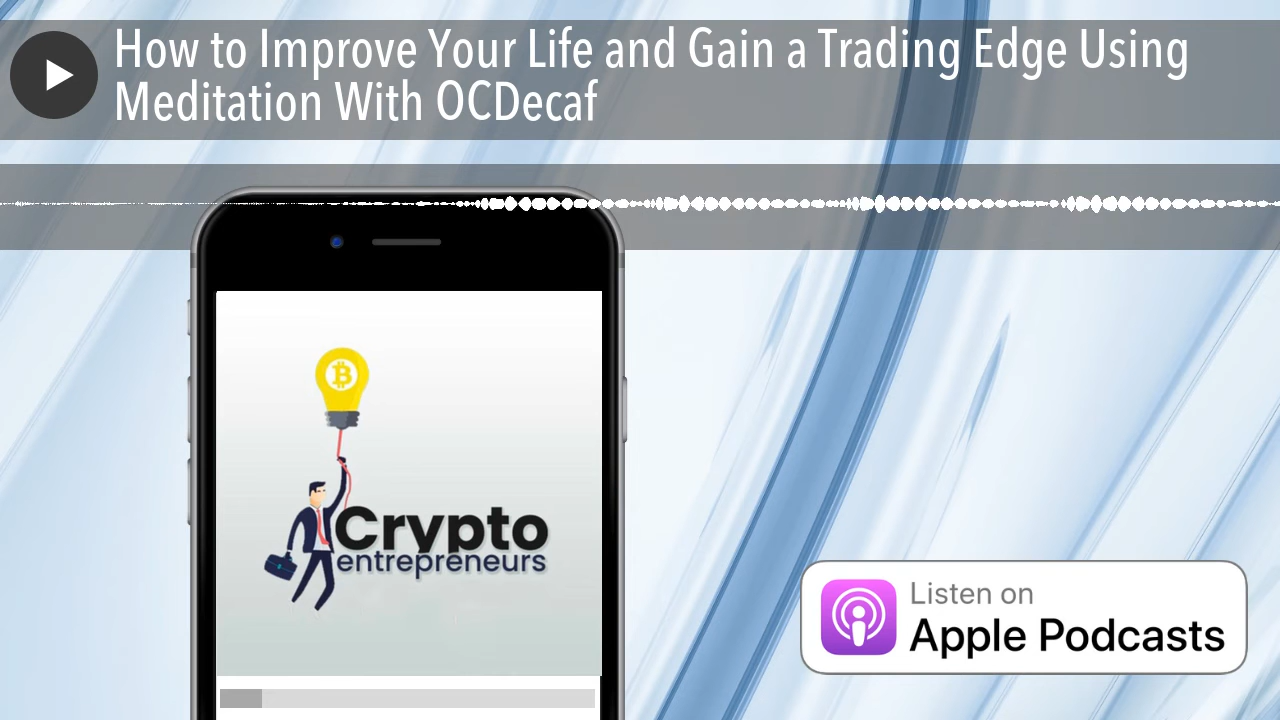 How to Improve Your Life and Gain a Trading Edge Using
Meditation With OCDecaf
Crypto
entrepreneurs
Listen on
Apple Podcasts